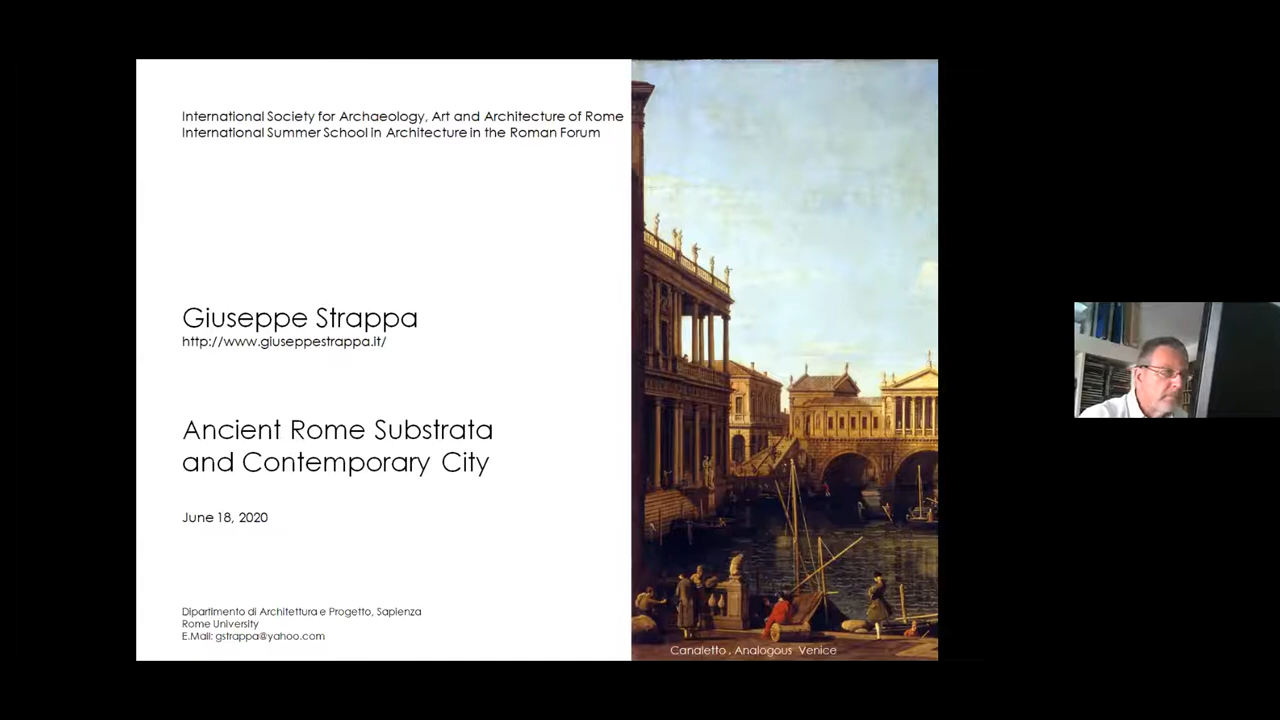 International Society for Archaeology, Art and Architecture of Rome
International Summer School in Architecture in the Roman Forum
Giuseppe Strappa
http://www.giuseppestrappa.it/
Ancient Rome Substrata
and Contemporary City
June 18, 2020
Dipartimento di Architettura e Progetto, Sapienza
Rome University
E.Mail: gstrappa@yahoo.com
Canaletto , Analogous Venice